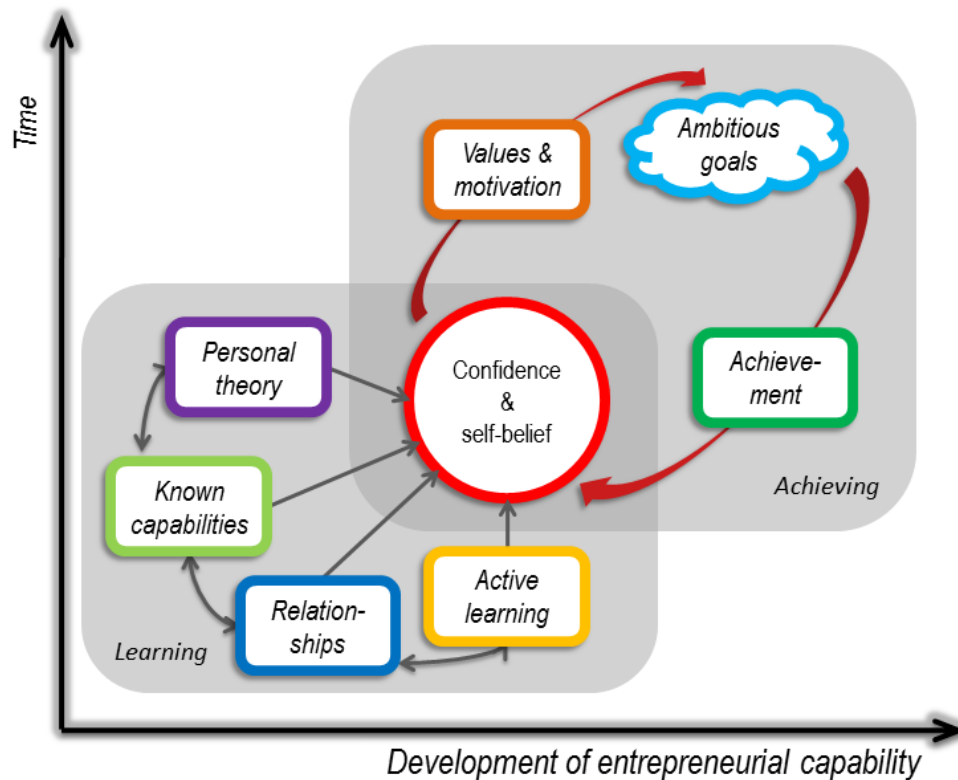 Time
Values &
motivation
Ambitious
goals
Personal
theory
Confidence
&
self-belief
Achieve-
ment
Known
capabilities
Achieving
Relation-
ships
Active
learning
Learning
Development of entrepreneurial capability